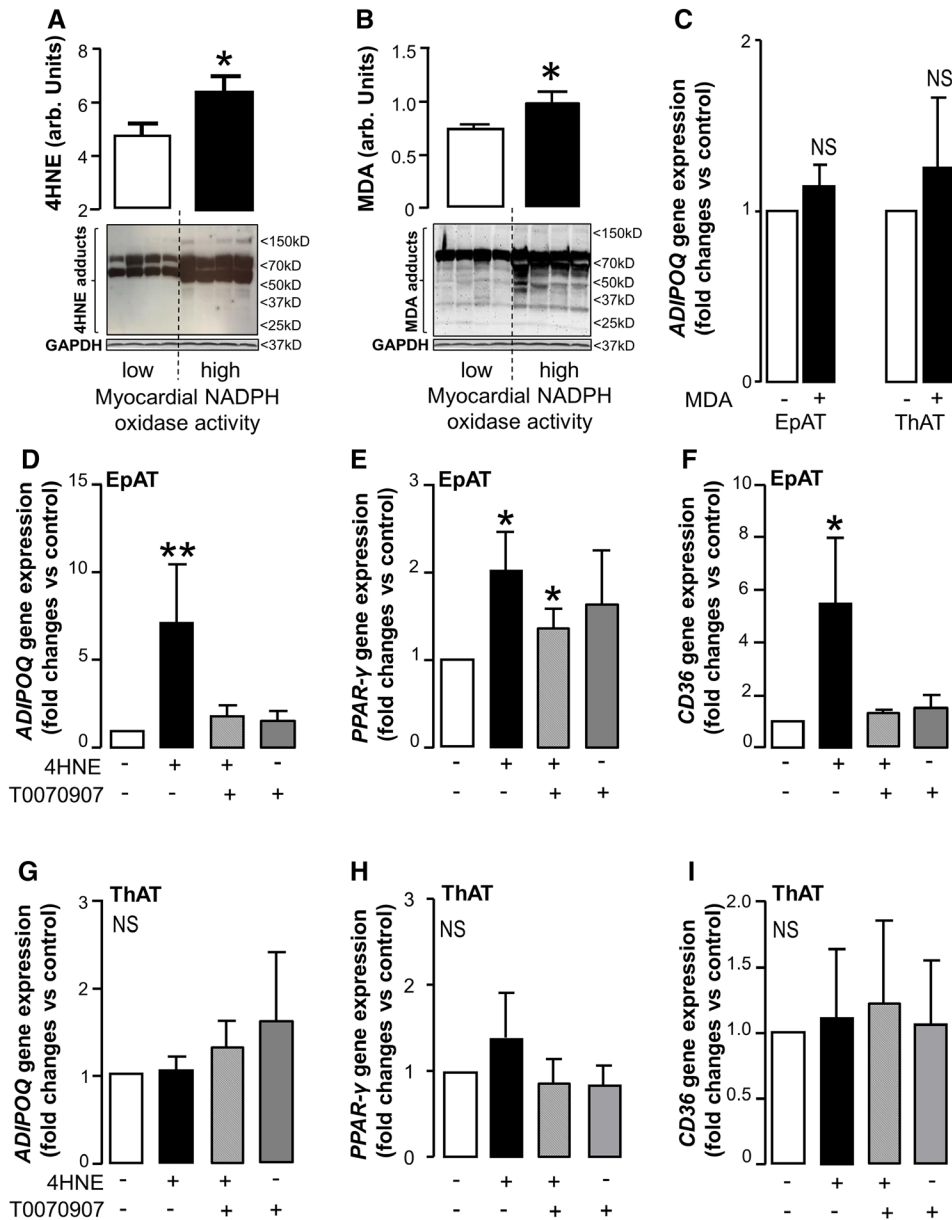 A
4HNE (arb. Units)
8
6
4
2
*
4HNE adducts
<150kD
<70kD
<50kD
<37kD
<25kD
GAPDH
<37kD
low
high
Myocardial NADPH
oxidase activity
B
MDA (arb. Units)
1.5
1.0
0.5
0
*
MDA adducts
<150kD
<70kD
<50kD
<37kD
<25kD
GAPDH
<37kD
low
high
Myocardial NADPH
oxidase activity
C
ADIPOQ gene expression
(fold changes vs control)
2
1
0
NS
NS
MDA - + - +
EpAT
ThAT
D
EpAT
ADIPOQ gene expression
(fold changes vs control)
15
10
5
0
**
4HNE - + + -
T0070907 - - + +
E
EpAT
PPAR-γ gene expression
(fold changes vs control)
3
2
1
0
*
*
- + + -
- - + +
F
EpAT
CD36 gene expression
(fold changes vs control)
10
8
6
4
2
0
*
- + + -
- - + +
G
ThAT
NS
ADIPOQ gene expression
(fold changes vs control)
3
2
1
0
4HNE - + + -
T0070907 - - + +
H
ThAT
NS
PPAR-γ gene expression
(fold changes vs control)
3
2
1
0
- + + -
- - + +
I
ThAT
NS
CD36 gene expression
(fold changes vs control)
2.0
1.5
1.0
0.5
0
- + + -
- - + +